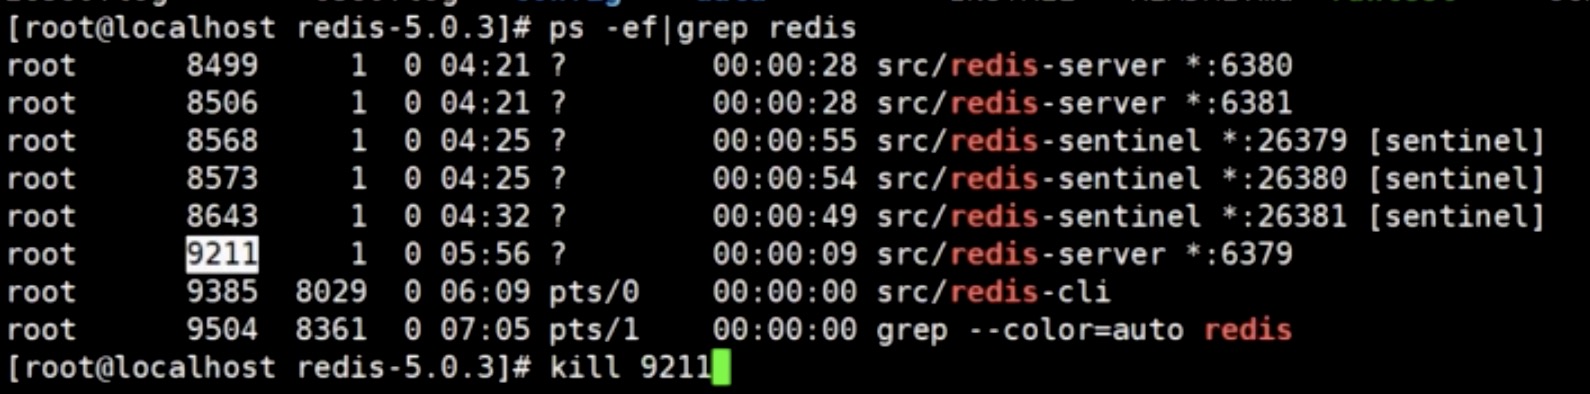 [root@localhost redis-5.0.3]# ps -ef|grep redis
root 8499 1 0 04:21 ? 00:00:28 src/redis-server *:6380
root 8506 1 0 04:21 ? 00:00:28 src/redis-server *:6381
root 8568 1 0 04:25 ? 00:00:55 src/redis-sentinel *:26379 [sentinel]
root 8573 1 0 04:25 ? 00:00:54 src/redis-sentinel *:26380 [sentinel]
root 8643 1 0 04:32 ? 00:00:49 src/redis-sentinel *:26381 [sentinel]
root 9211 1 0 05:56 ? 00:00:09 src/redis-server *:6379
root 9385 8029 0 06:09 pts/0 00:00:00 src/redis-cli
root 9504 8361 0 07:05 pts/1 00:00:00 grep --color=auto redis
[root@localhost redis-5.0.3]# kill 9211